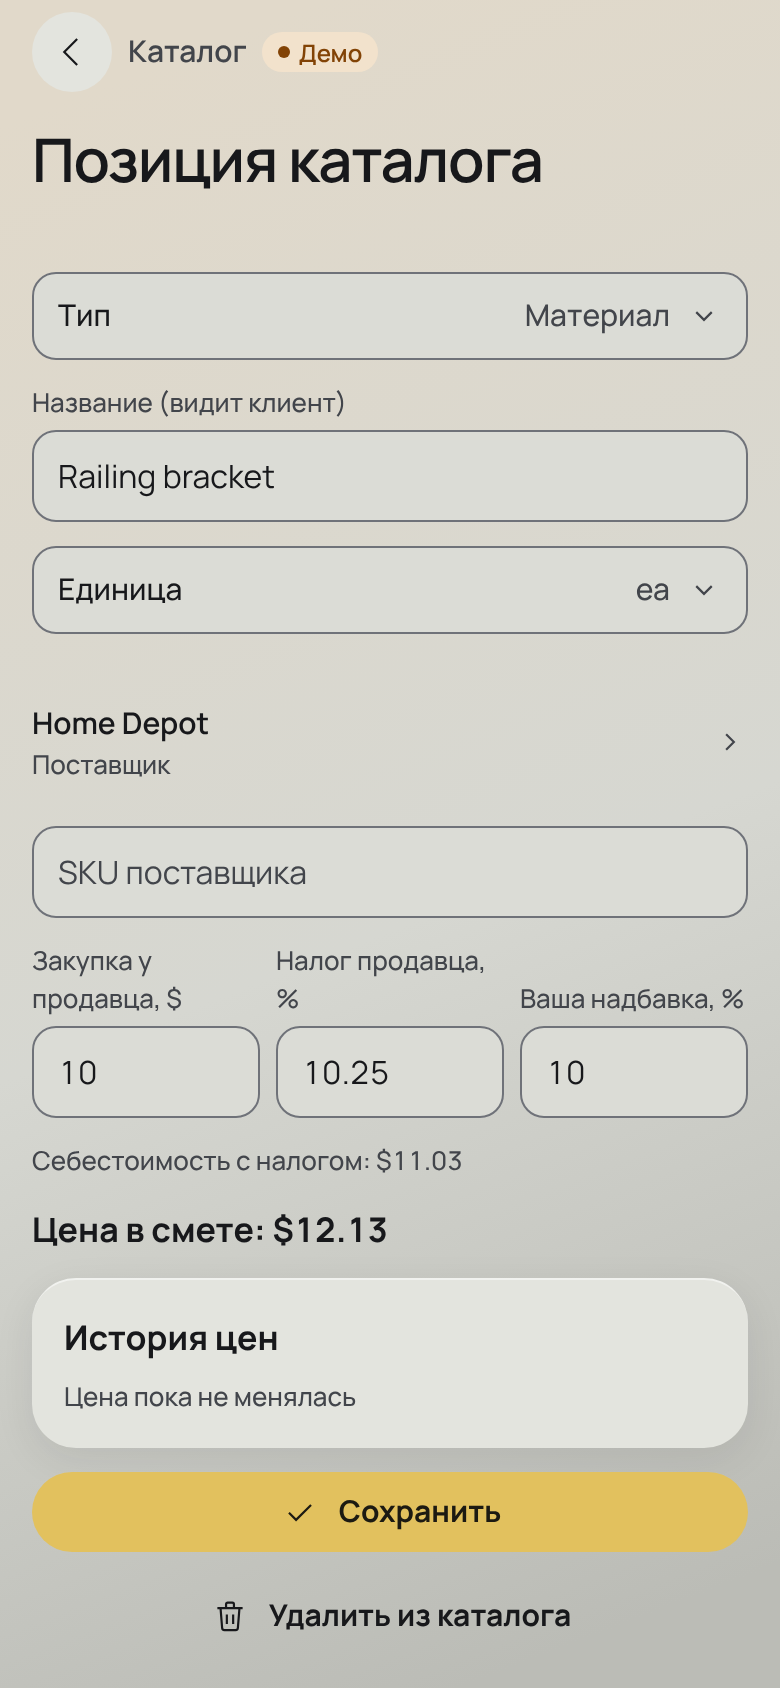 Каталог
Демо
Позиция каталога
Тип
Материал
Название (видит клиент)
Railing bracket
Единица
ea
Home Depot
Поставщик
SKU поставщика
Закупка у
продавца, $
Налог продавца,
%
Ваша надбавка, %
10
10.25
10
Себестоимость с налогом: $11.03
Цена в смете: $12.13
История цен
Цена пока не менялась
Сохранить
Удалить из каталога